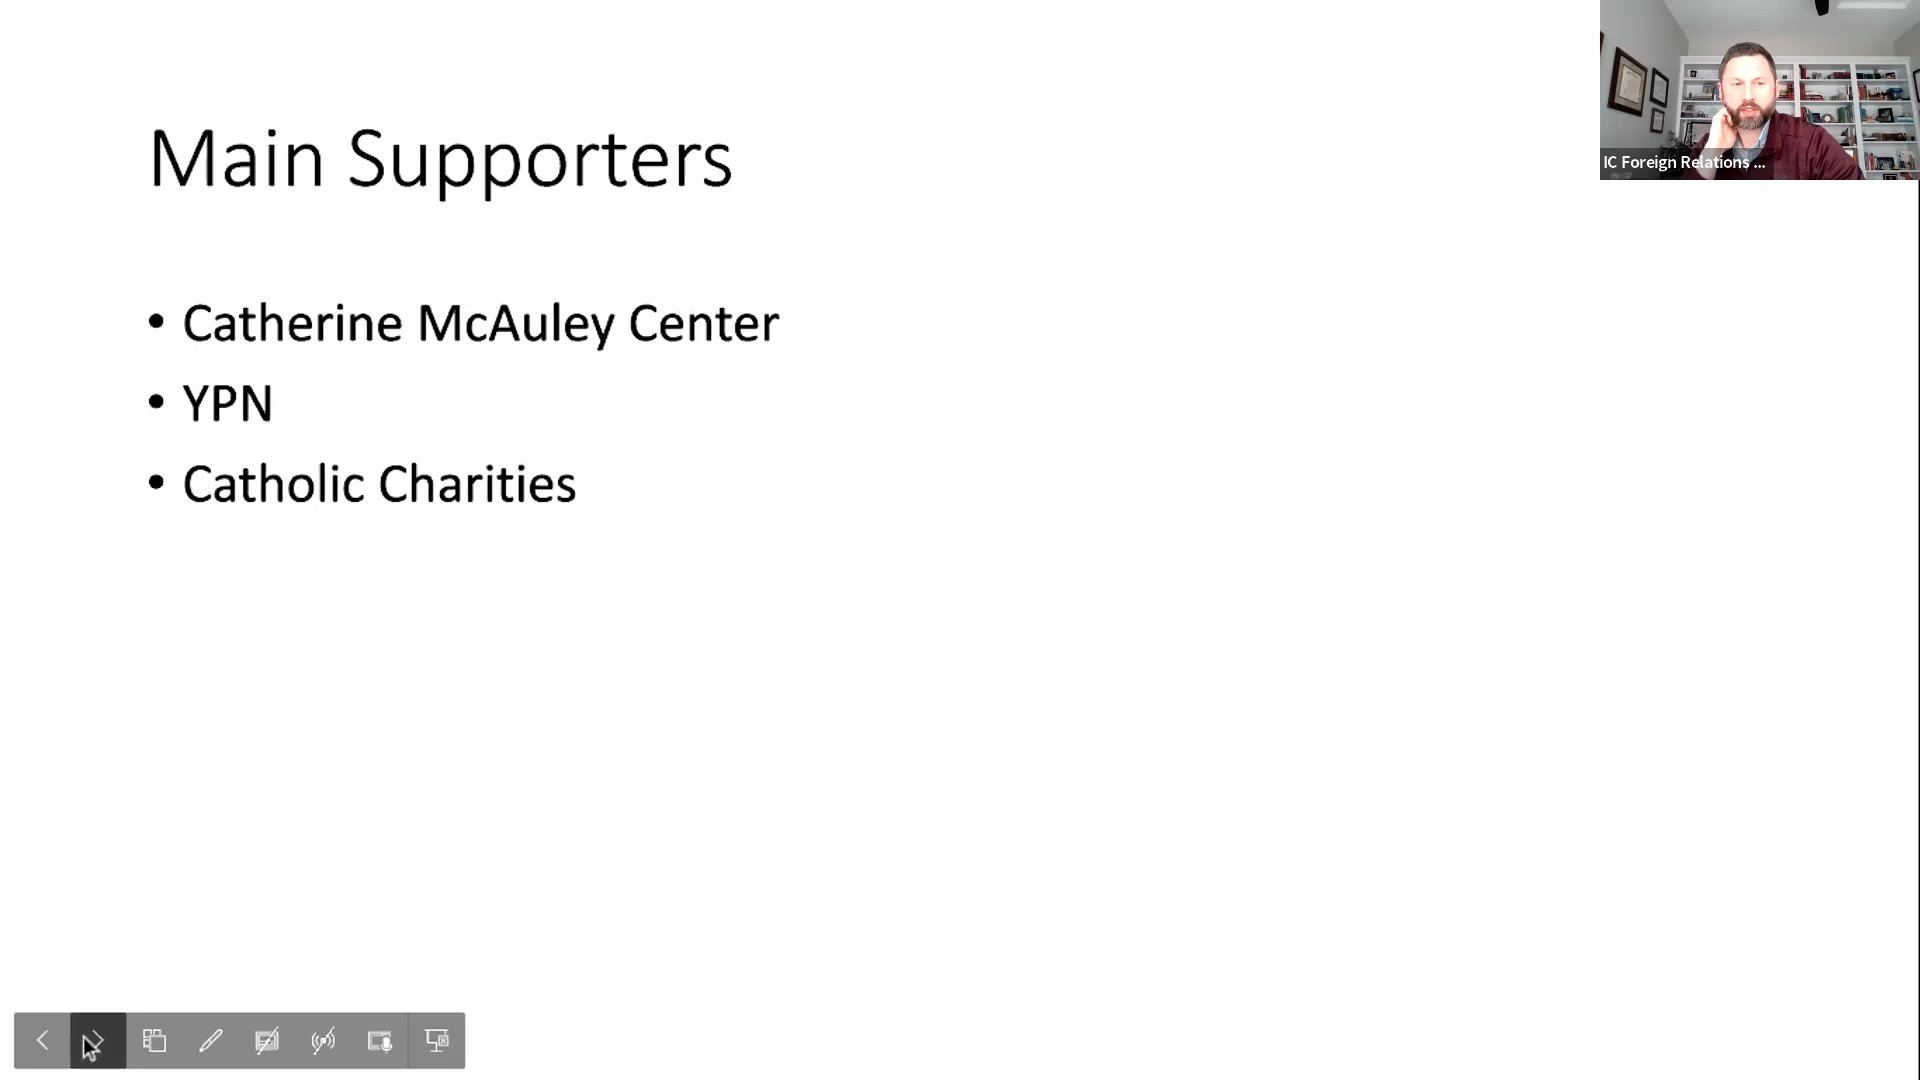 Main Supporters
• Catherine McAuley Center
• YPN
• Catholic Charities
IC Foreign Relations ...